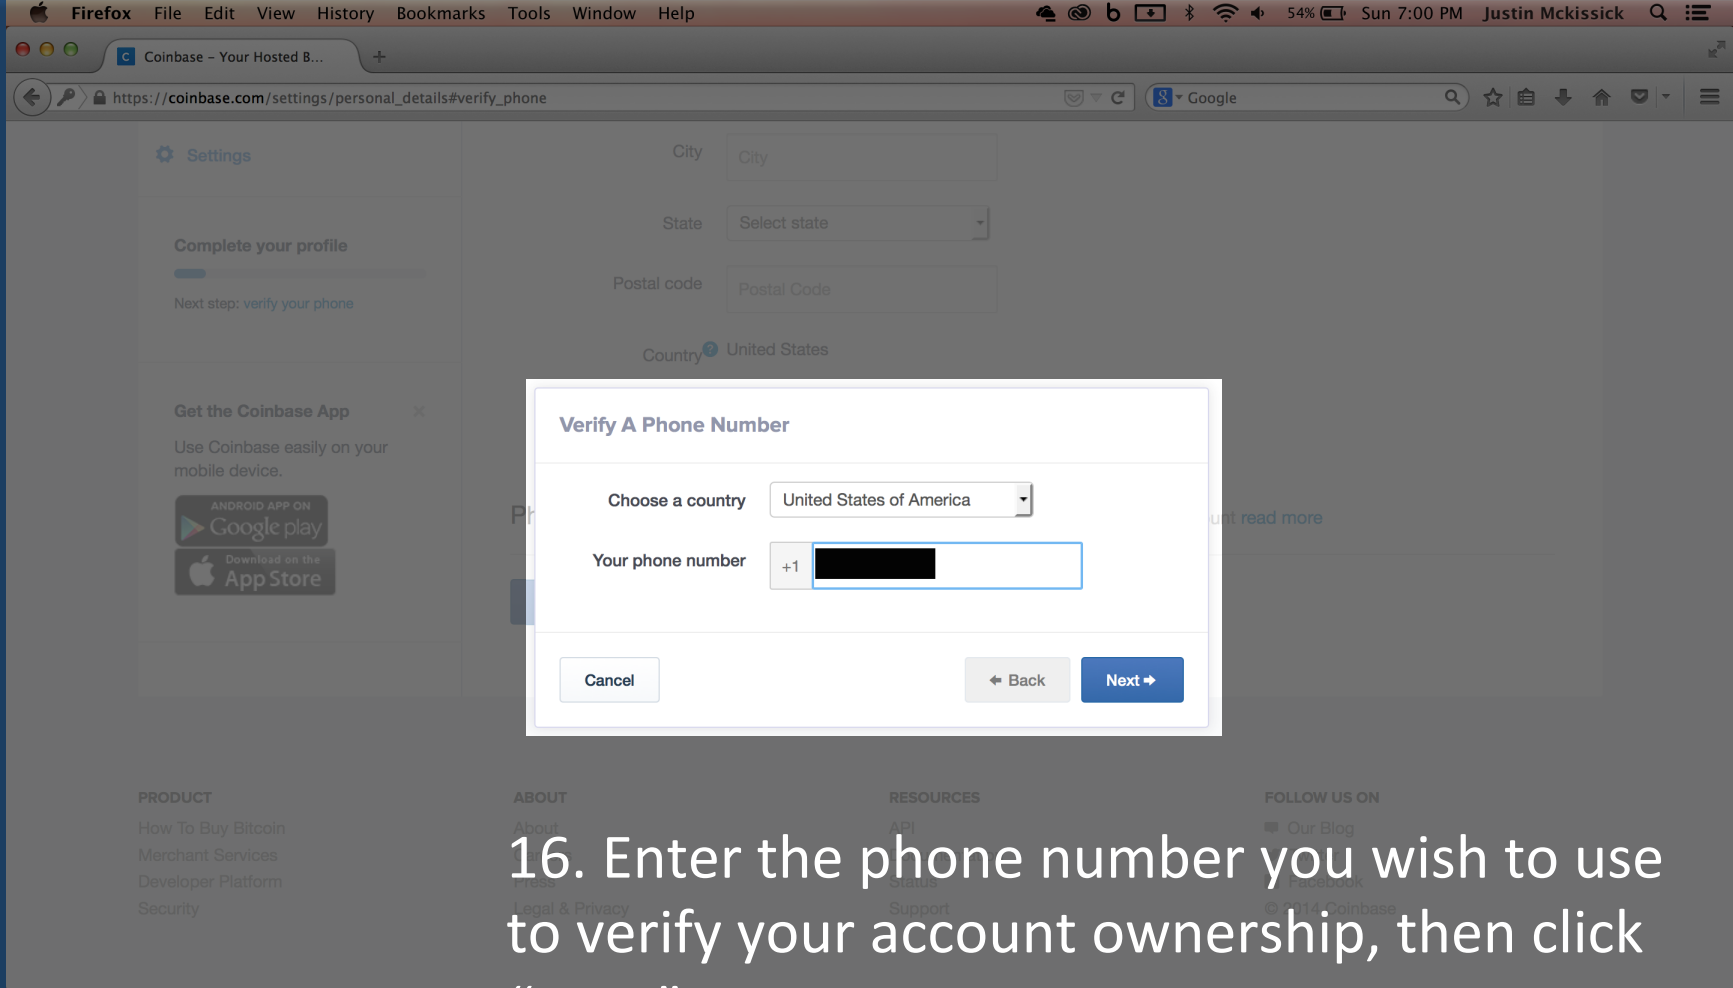 Firefox File Edit View History Bookmarks Tools Window Help 54% Sun 7:00 PM Justin Mckissick
Coinbase – Your Hosted B...
https://coinbase.com/settings/personal_details#verify_phone Google
Settings
City City
State Select state
Postal code Postal Code
Country United States
Complete your profile
Next step: verify your phone
Get the Coinbase App
Use Coinbase easily on your
mobile device.
ANDROID APP ON
Google play
Download on the
App Store
read more
Verify A Phone Number
Choose a country United States of America
Your phone number +1
Cancel Back Next
PRODUCT
How To Buy Bitcoin
Merchant Services
Developer Platform
Security
ABOUT
About
Press
Legal & Privacy
RESOURCES
API
Status
Support
FOLLOW US ON
Our Blog
Facebook
© 2014 Coinbase
16. Enter the phone number you wish to use
to verify your account ownership, then click